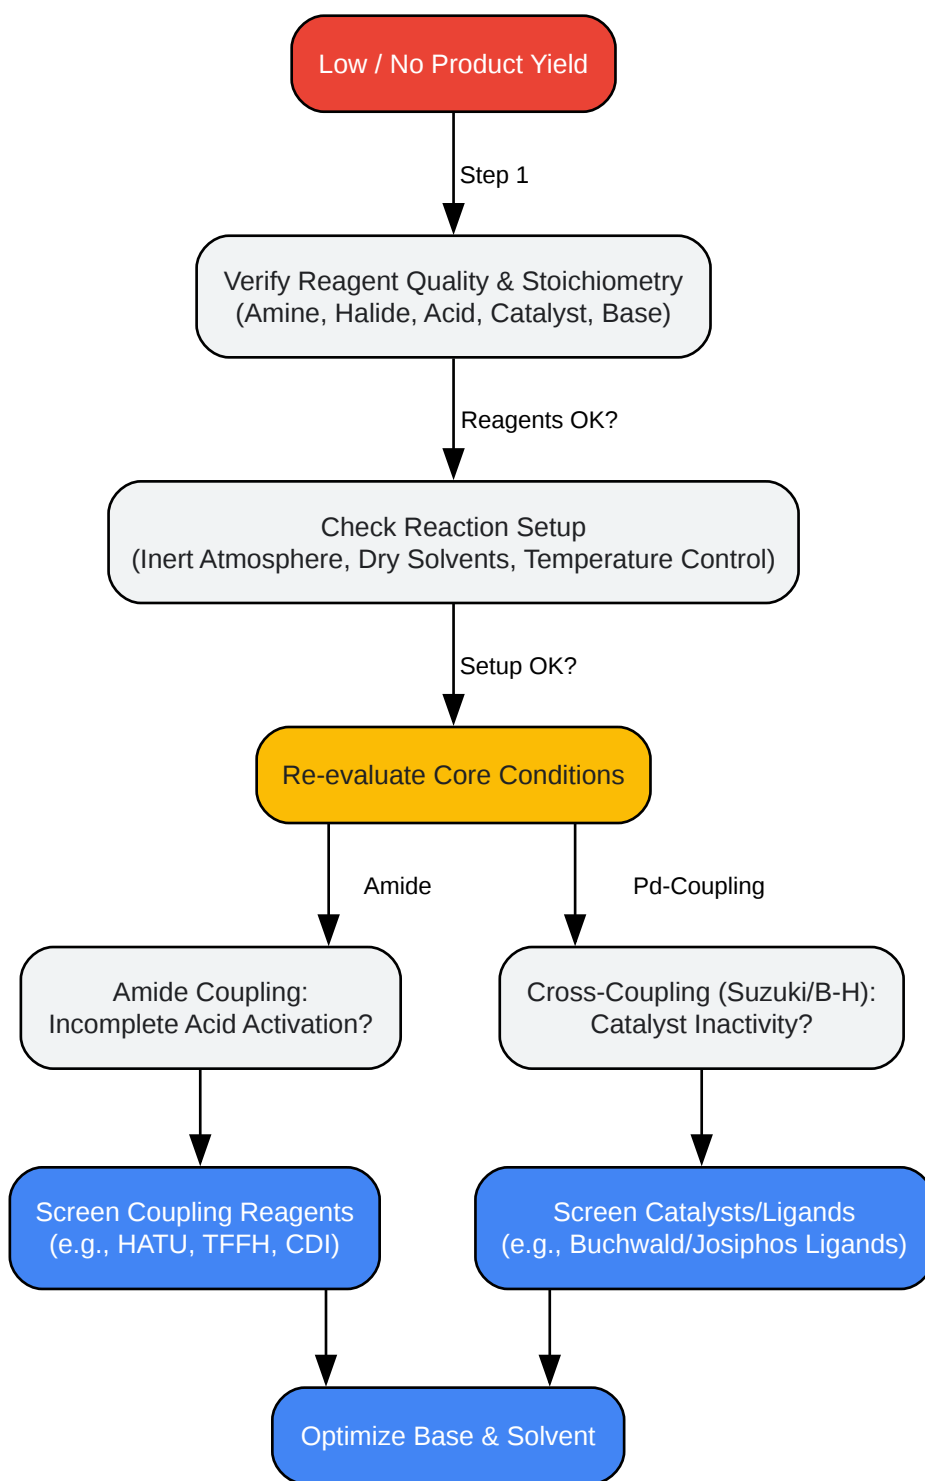 Low / No Product Yield
Step 1
Verify Reagent Quality & Stoichiometry
(Amine, Halide, Acid, Catalyst, Base)
Reagents OK?
Check Reaction Setup
(Inert Atmosphere, Dry Solvents, Temperature Control)
Setup OK?
Re-evaluate Core Conditions
Amide
Pd-Coupling
Amide Coupling:
Incomplete Acid Activation?
Cross-Coupling (Suzuki/B-H):
Catalyst Inactivity?
Screen Coupling Reagents
(e.g., HATU, TFFH, CDI)
Screen Catalysts/Ligands
(e.g., Buchwald/Josiphos Ligands)
Optimize Base & Solvent